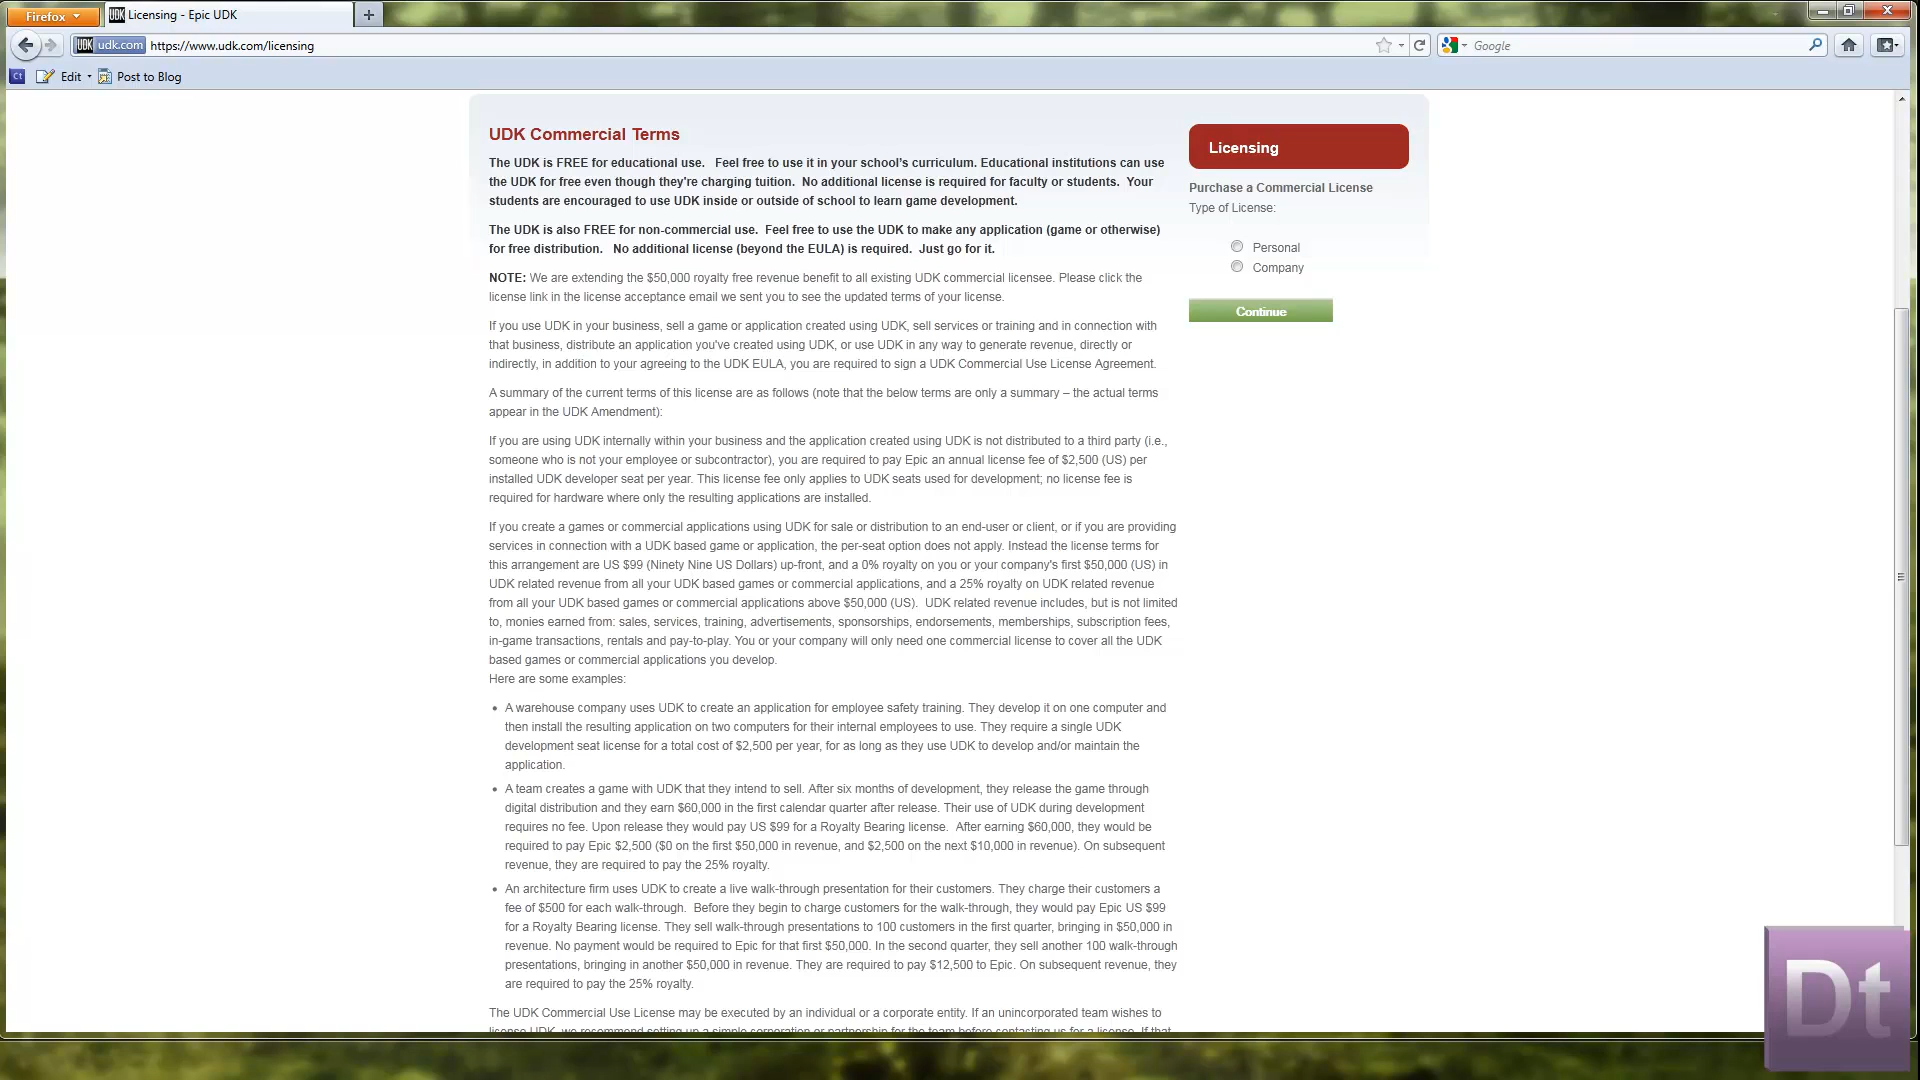 Firefox
UDK Licensing - Epic UDK
UDK udk.com https://www.udk.com/licensing
Google
Ct Edit Post to Blog
UDK Commercial Terms
The UDK is FREE for educational use. Feel free to use it in your school's curriculum. Educational institutions can use
the UDK for free even though they're charging tuition. No additional license is required for faculty or students. Your
students are encouraged to use UDK inside or outside of school to learn game development.
The UDK is also FREE for non-commercial use. Feel free to use the UDK to make any application (game or otherwise)
for free distribution. No additional license (beyond the EULA) is required. Just go for it.
NOTE: We are extending the $50,000 royalty free revenue benefit to all existing UDK commercial licensee. Please click the
license link in the license acceptance email we sent you to see the updated terms of your license.
If you use UDK in your business, sell a game or application created using UDK, sell services or training and in connection with
that business, distribute an application you've created using UDK, or use UDK in any way to generate revenue, directly or
indirectly, in addition to your agreeing to the UDK EULA, you are required to sign a UDK Commercial Use License Agreement.
A summary of the current terms of this license are as follows (note that the below terms are only a summary – the actual terms
appear in the UDK Amendment):
If you are using UDK internally within your business and the application created using UDK is not distributed to a third party (i.e.,
someone who is not your employee or subcontractor), you are required to pay Epic an annual license fee of $2,500 (US) per
installed UDK developer seat per year. This license fee only applies to UDK seats used for development; no license fee is
required for hardware where only the resulting applications are installed.
If you create a games or commercial applications using UDK for sale or distribution to an end-user or client, or if you are providing
services in connection with a UDK based game or application, the per-seat option does not apply. Instead the license terms for
this arrangement are US $99 (Ninety Nine US Dollars) up-front, and a 0% royalty on you or your company's first $50,000 (US) in
UDK related revenue from all your UDK based games or commercial applications, and a 25% royalty on UDK related revenue
from all your UDK based games or commercial applications above $50,000 (US). UDK related revenue includes, but is not limited
to, monies earned from: sales, services, training, advertisements, sponsorships, endorsements, memberships, subscription fees,
in-game transactions, rentals and pay-to-play. You or your company will only need one commercial license to cover all the UDK
based games or commercial applications you develop.
Here are some examples:
• A warehouse company uses UDK to create an application for employee safety training. They develop it on one computer and
then install the resulting application on two computers for their internal employees to use. They require a single UDK
development seat license for a total cost of $2,500 per year, for as long as they use UDK to develop and/or maintain the
application.
• A team creates a game with UDK that they intend to sell. After six months of development, they release the game through
digital distribution and they earn $60,000 in the first calendar quarter after release. Their use of UDK during development
requires no fee. Upon release they would pay US $99 for a Royalty Bearing license. After earning $60,000, they would be
required to pay Epic $2,500 ($0 on the first $50,000 in revenue, and $2,500 on the next $10,000 in revenue). On subsequent
revenue, they are required to pay the 25% royalty.
• An architecture firm uses UDK to create a live walk-through presentation for their customers. They charge their customers a
fee of $500 for each walk-through. Before they begin to charge customers for the walk-through, they would pay Epic US $99
for a Royalty Bearing license. They sell walk-through presentations to 100 customers in the first quarter, bringing in $50,000 in
revenue. No payment would be required to Epic for that first $50,000. In the second quarter, they sell another 100 walk-through
presentations, bringing in another $50,000 in revenue. They are required to pay $12,500 to Epic. On subsequent revenue, they
are required to pay the 25% royalty.
The UDK Commercial Use License may be executed by an individual or a corporate entity. If an unincorporated team wishes to
license UDK, we recommend setting up a simple corporation or partnership for the team before contacting us for a license. If that
Licensing
Purchase a Commercial License
Type of License:
Personal
Company
Continue
Dt